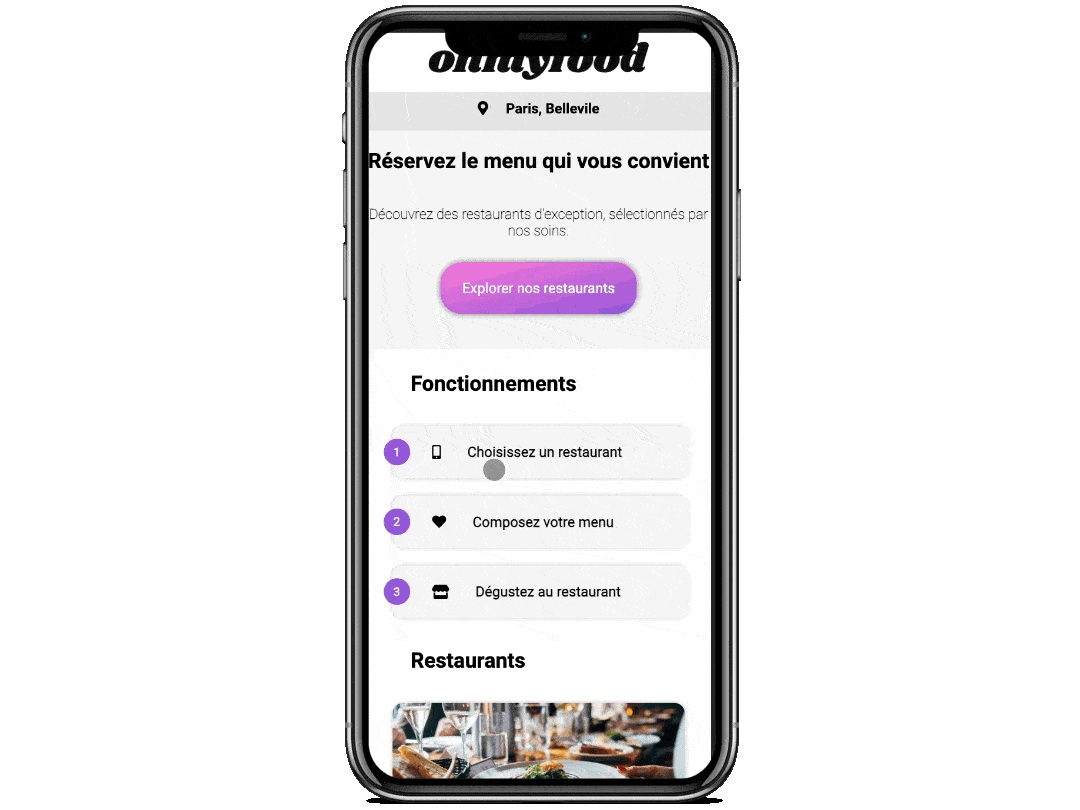 ohmyfood
Paris, Bellevile
Réservez le menu qui vous convient
Découvrez des restaurants d'exception, sélectionnés par
nos soins.
Explorer nos restaurants
Fonctionnements
1 Choisissez un restaurant
2 Composez votre menu
3 Dégustez au restaurant
Restaurants